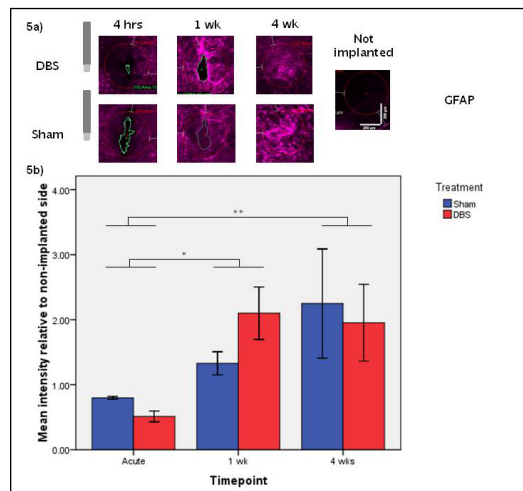 5a)
4 hrs
1 wk
4 wk
Not
implanted
DBS
GFAP
Sham
5b)
Treatment
Sham
DBS
Mean intensity relative to non-implanted side
4.00
3.00
2.00
1.00
0.00
**
*
Acute
1 wk
4 wks
Timepoint